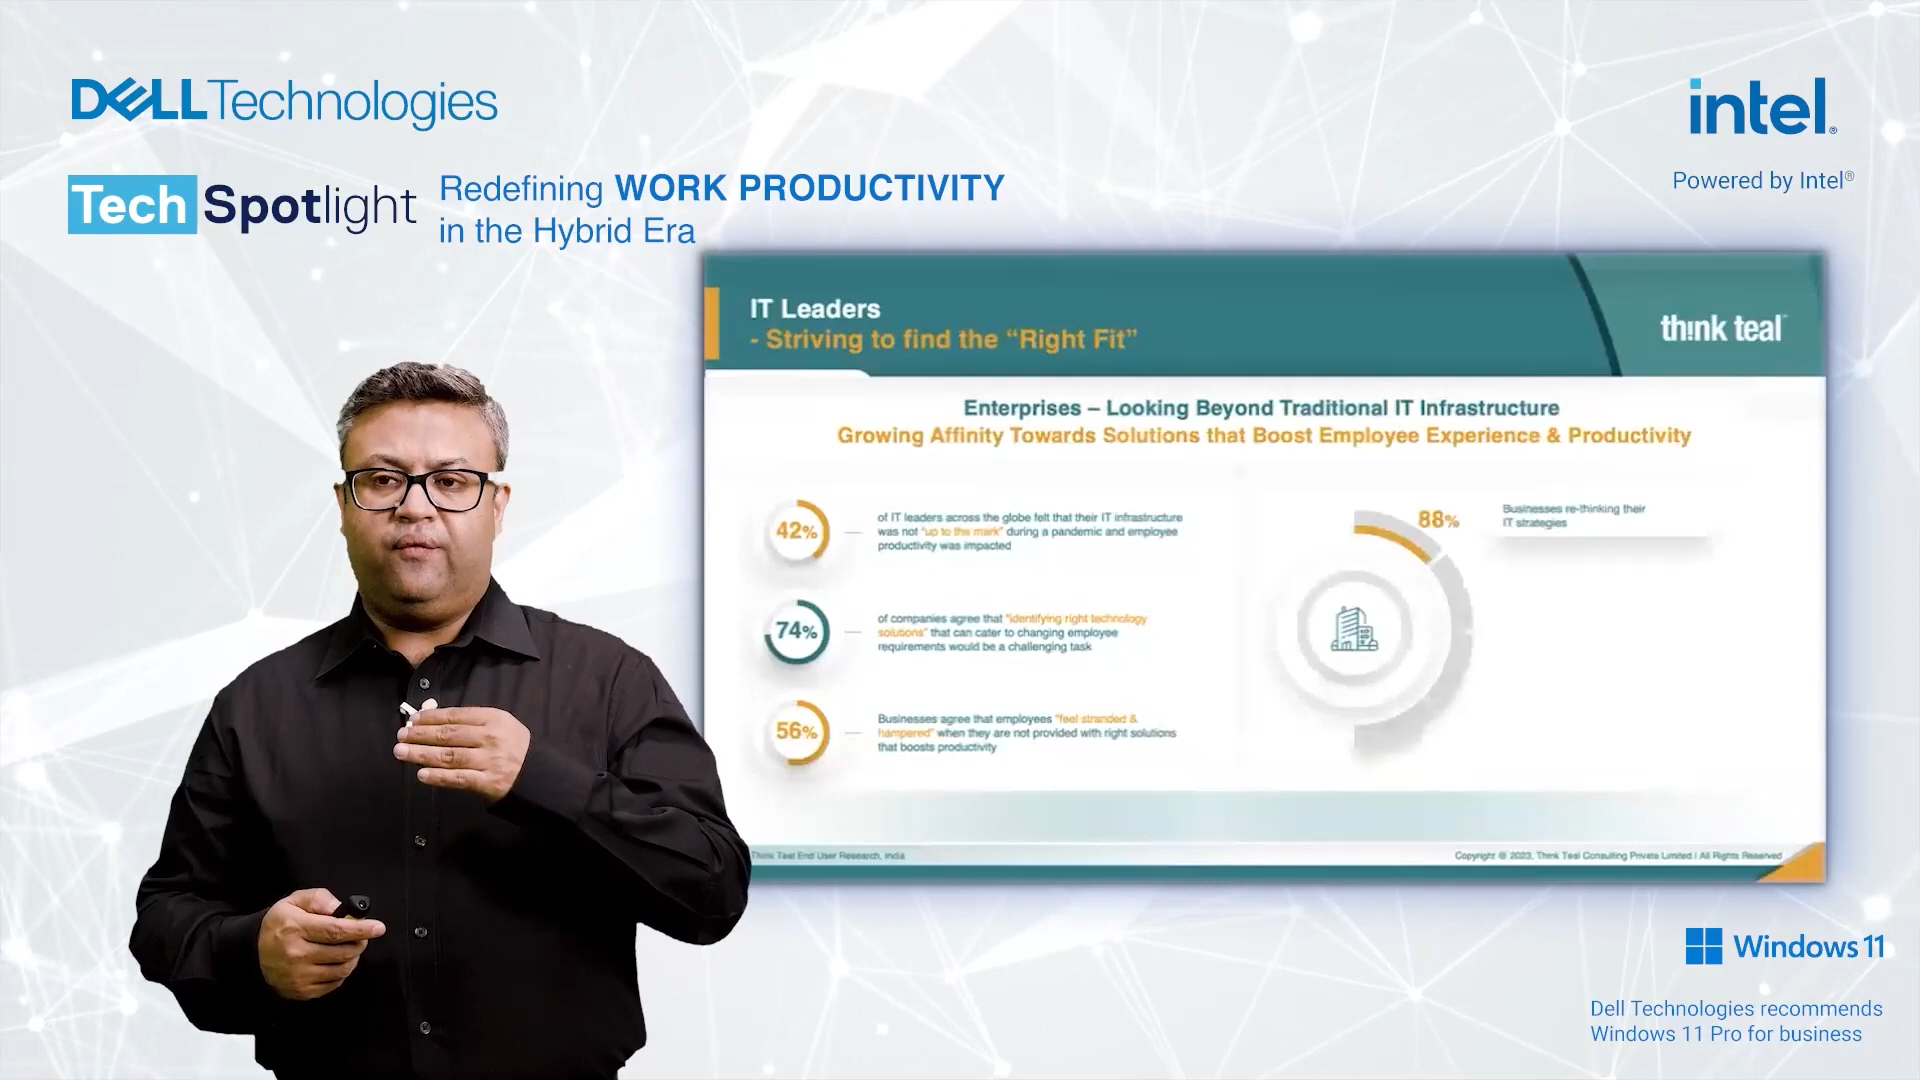 DELLTechnologies
intel®
Powered by Intel®
TechSpotlight
Redefining WORK PRODUCTIVITY
in the Hybrid Era
IT Leaders
- Striving to find the “Right Fit”
th!nk teal
Enterprises – Looking Beyond Traditional IT Infrastructure
Growing Affinity Towards Solutions that Boost Employee Experience & Productivity
42%
of IT leaders across the globe felt that their IT infrastructure
was not "up to the mark" during a pandemic and employee
productivity was impacted
74%
of companies agree that "identifying right technology
solutions" that can cater to changing employee
requirements would be a challenging task
56%
Businesses agree that employees "feel stranded &
hampered" when they are not provided with right solutions
that boosts productivity
88%
Businesses re-thinking their
IT strategies
Think Teal End User Research, India
Copyright @ 2023, Think Teal Consulting Private Limited | All Rights Reserved
Windows 11
Dell Technologies recommends
Windows 11 Pro for business